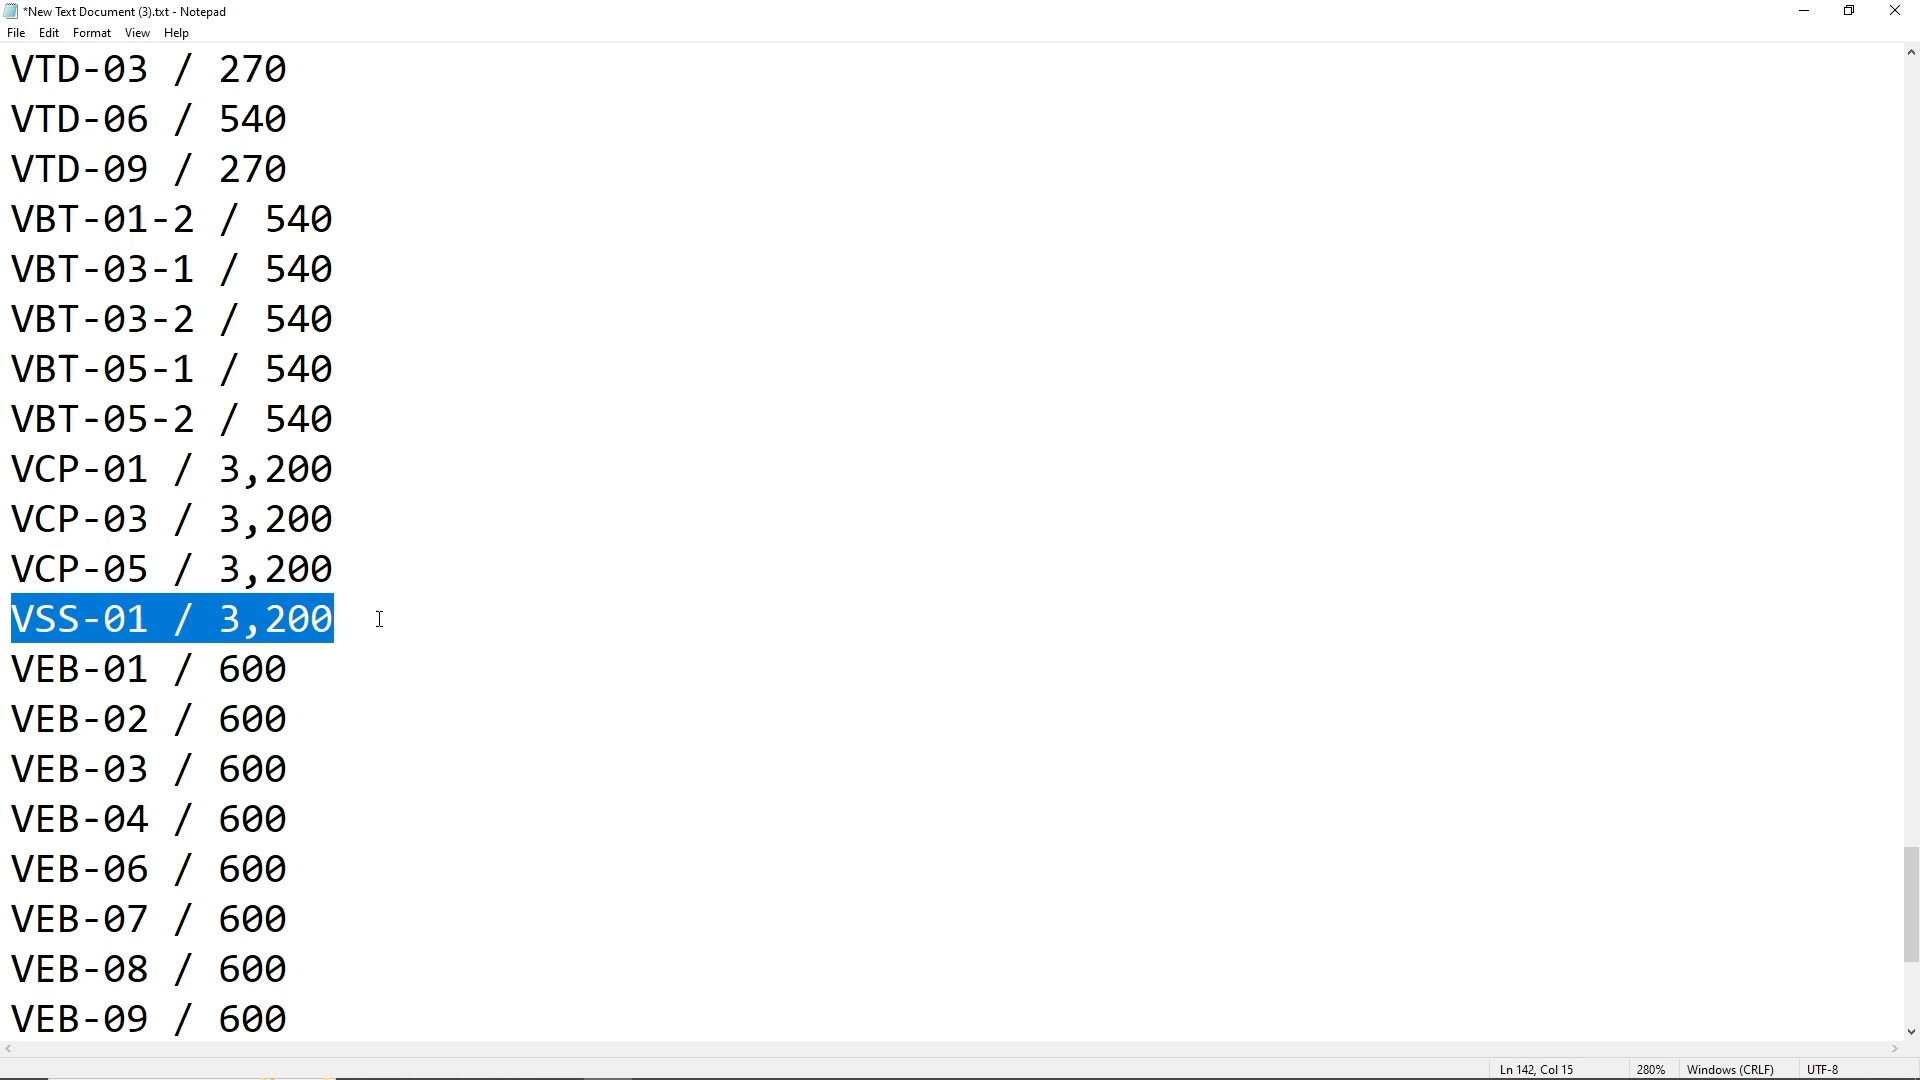 *New Text Document (3).txt - Notepad
File Edit Format View Help
VTD-03 / 270
VTD-06 / 540
VTD-09 / 270
VBT-01-2 / 540
VBT-03-1 / 540
VBT-03-2 / 540
VBT-05-1 / 540
VBT-05-2 / 540
VCP-01 / 3,200
VCP-03 / 3,200
VCP-05 / 3,200
VSS-01 / 3,200
VEB-01 / 600
VEB-02 / 600
VEB-03 / 600
VEB-04 / 600
VEB-06 / 600
VEB-07 / 600
VEB-08 / 600
VEB-09 / 600
Ln 142, Col 15 280% Windows (CRLF) UTF-8